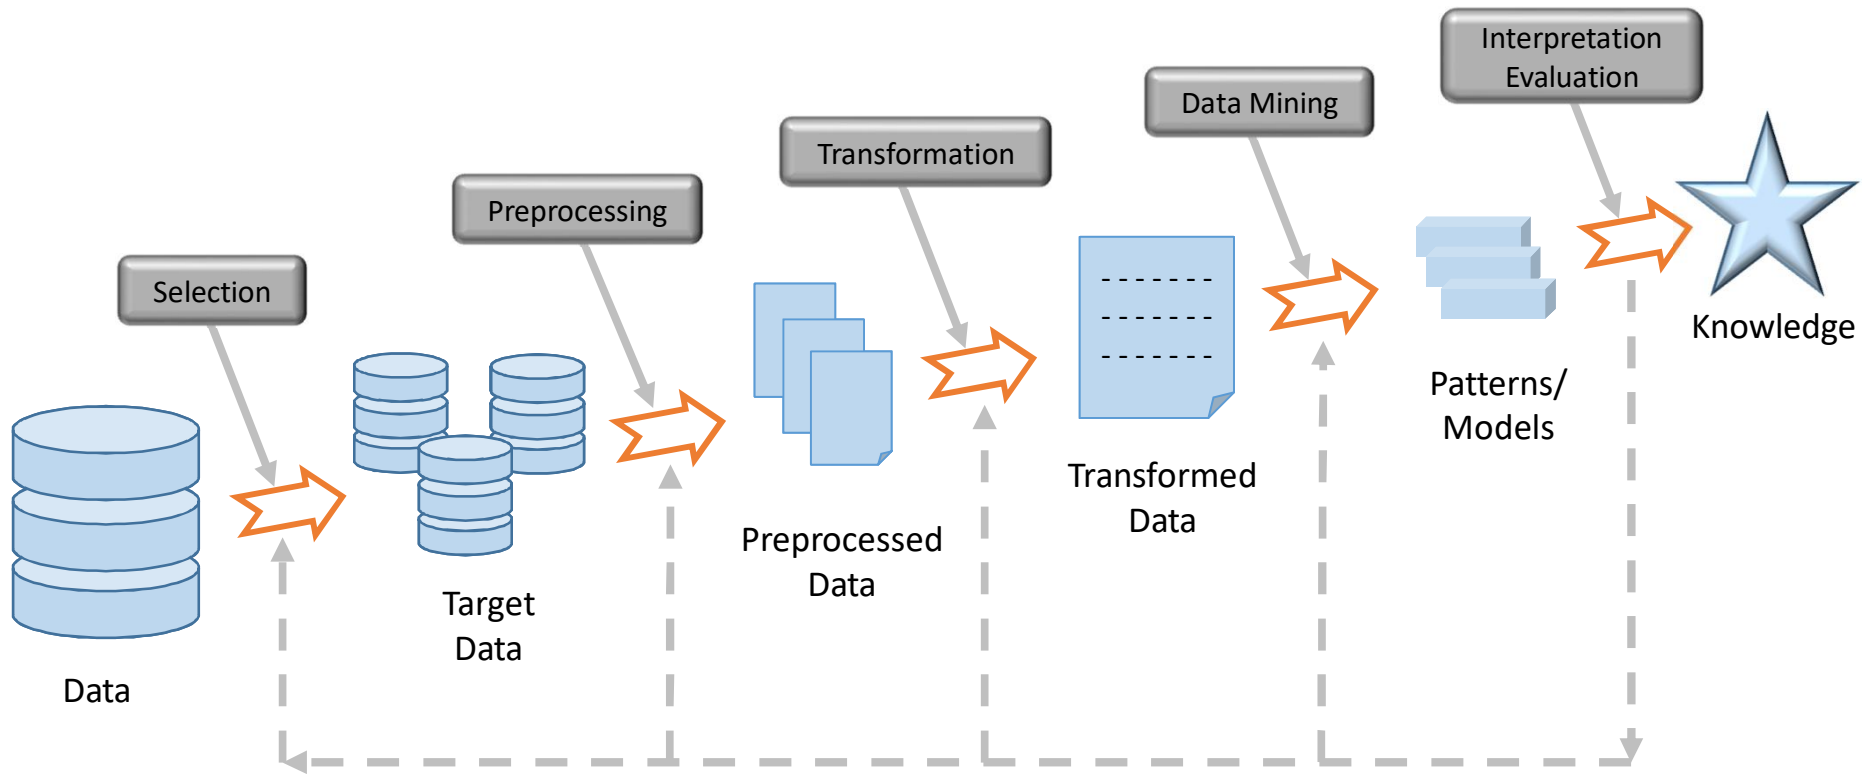 Interpretation
Evaluation
Data Mining
Transformation
Preprocessing
Selection
Knowledge
Patterns/
Models
Transformed
Data
Preprocessed
Data
Target
Data
Data